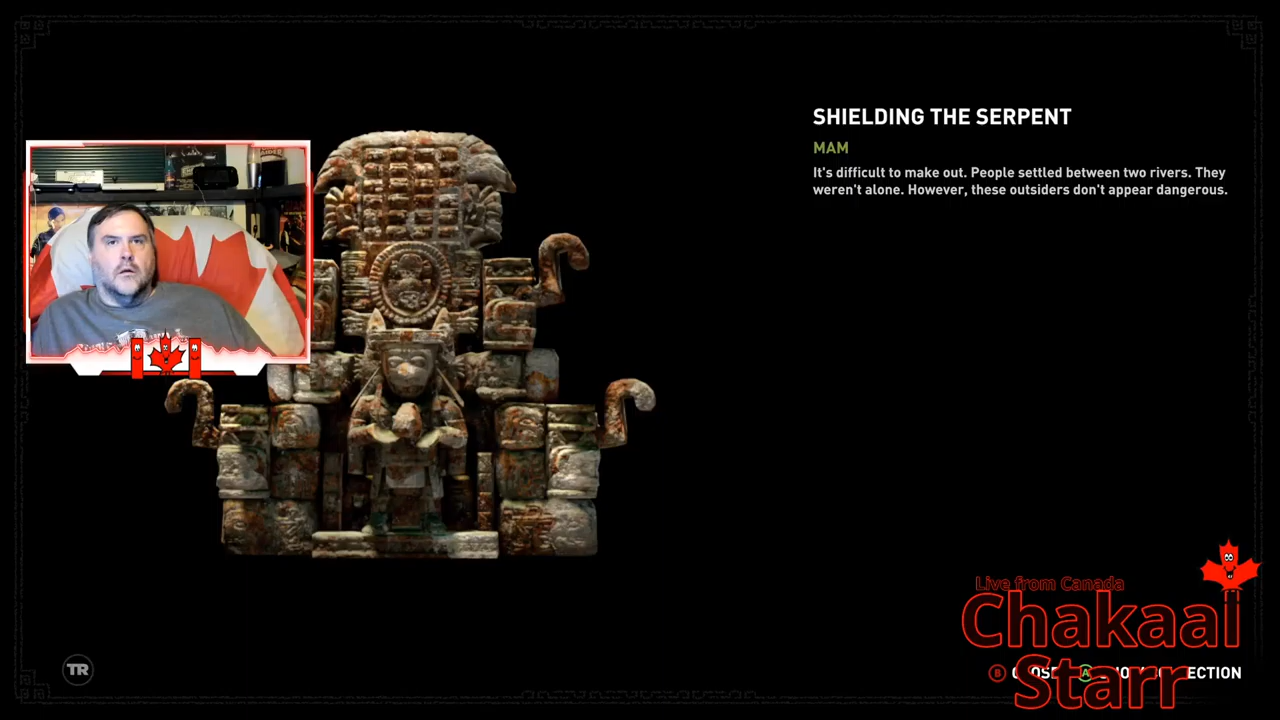 SHIELDING THE SERPENT
MAM
It's difficult to make out. People settled between two rivers. They
weren't alone. However, these outsiders don't appear dangerous.
Live from Canada
Chakaal
Starr
B CLOSE A
TR